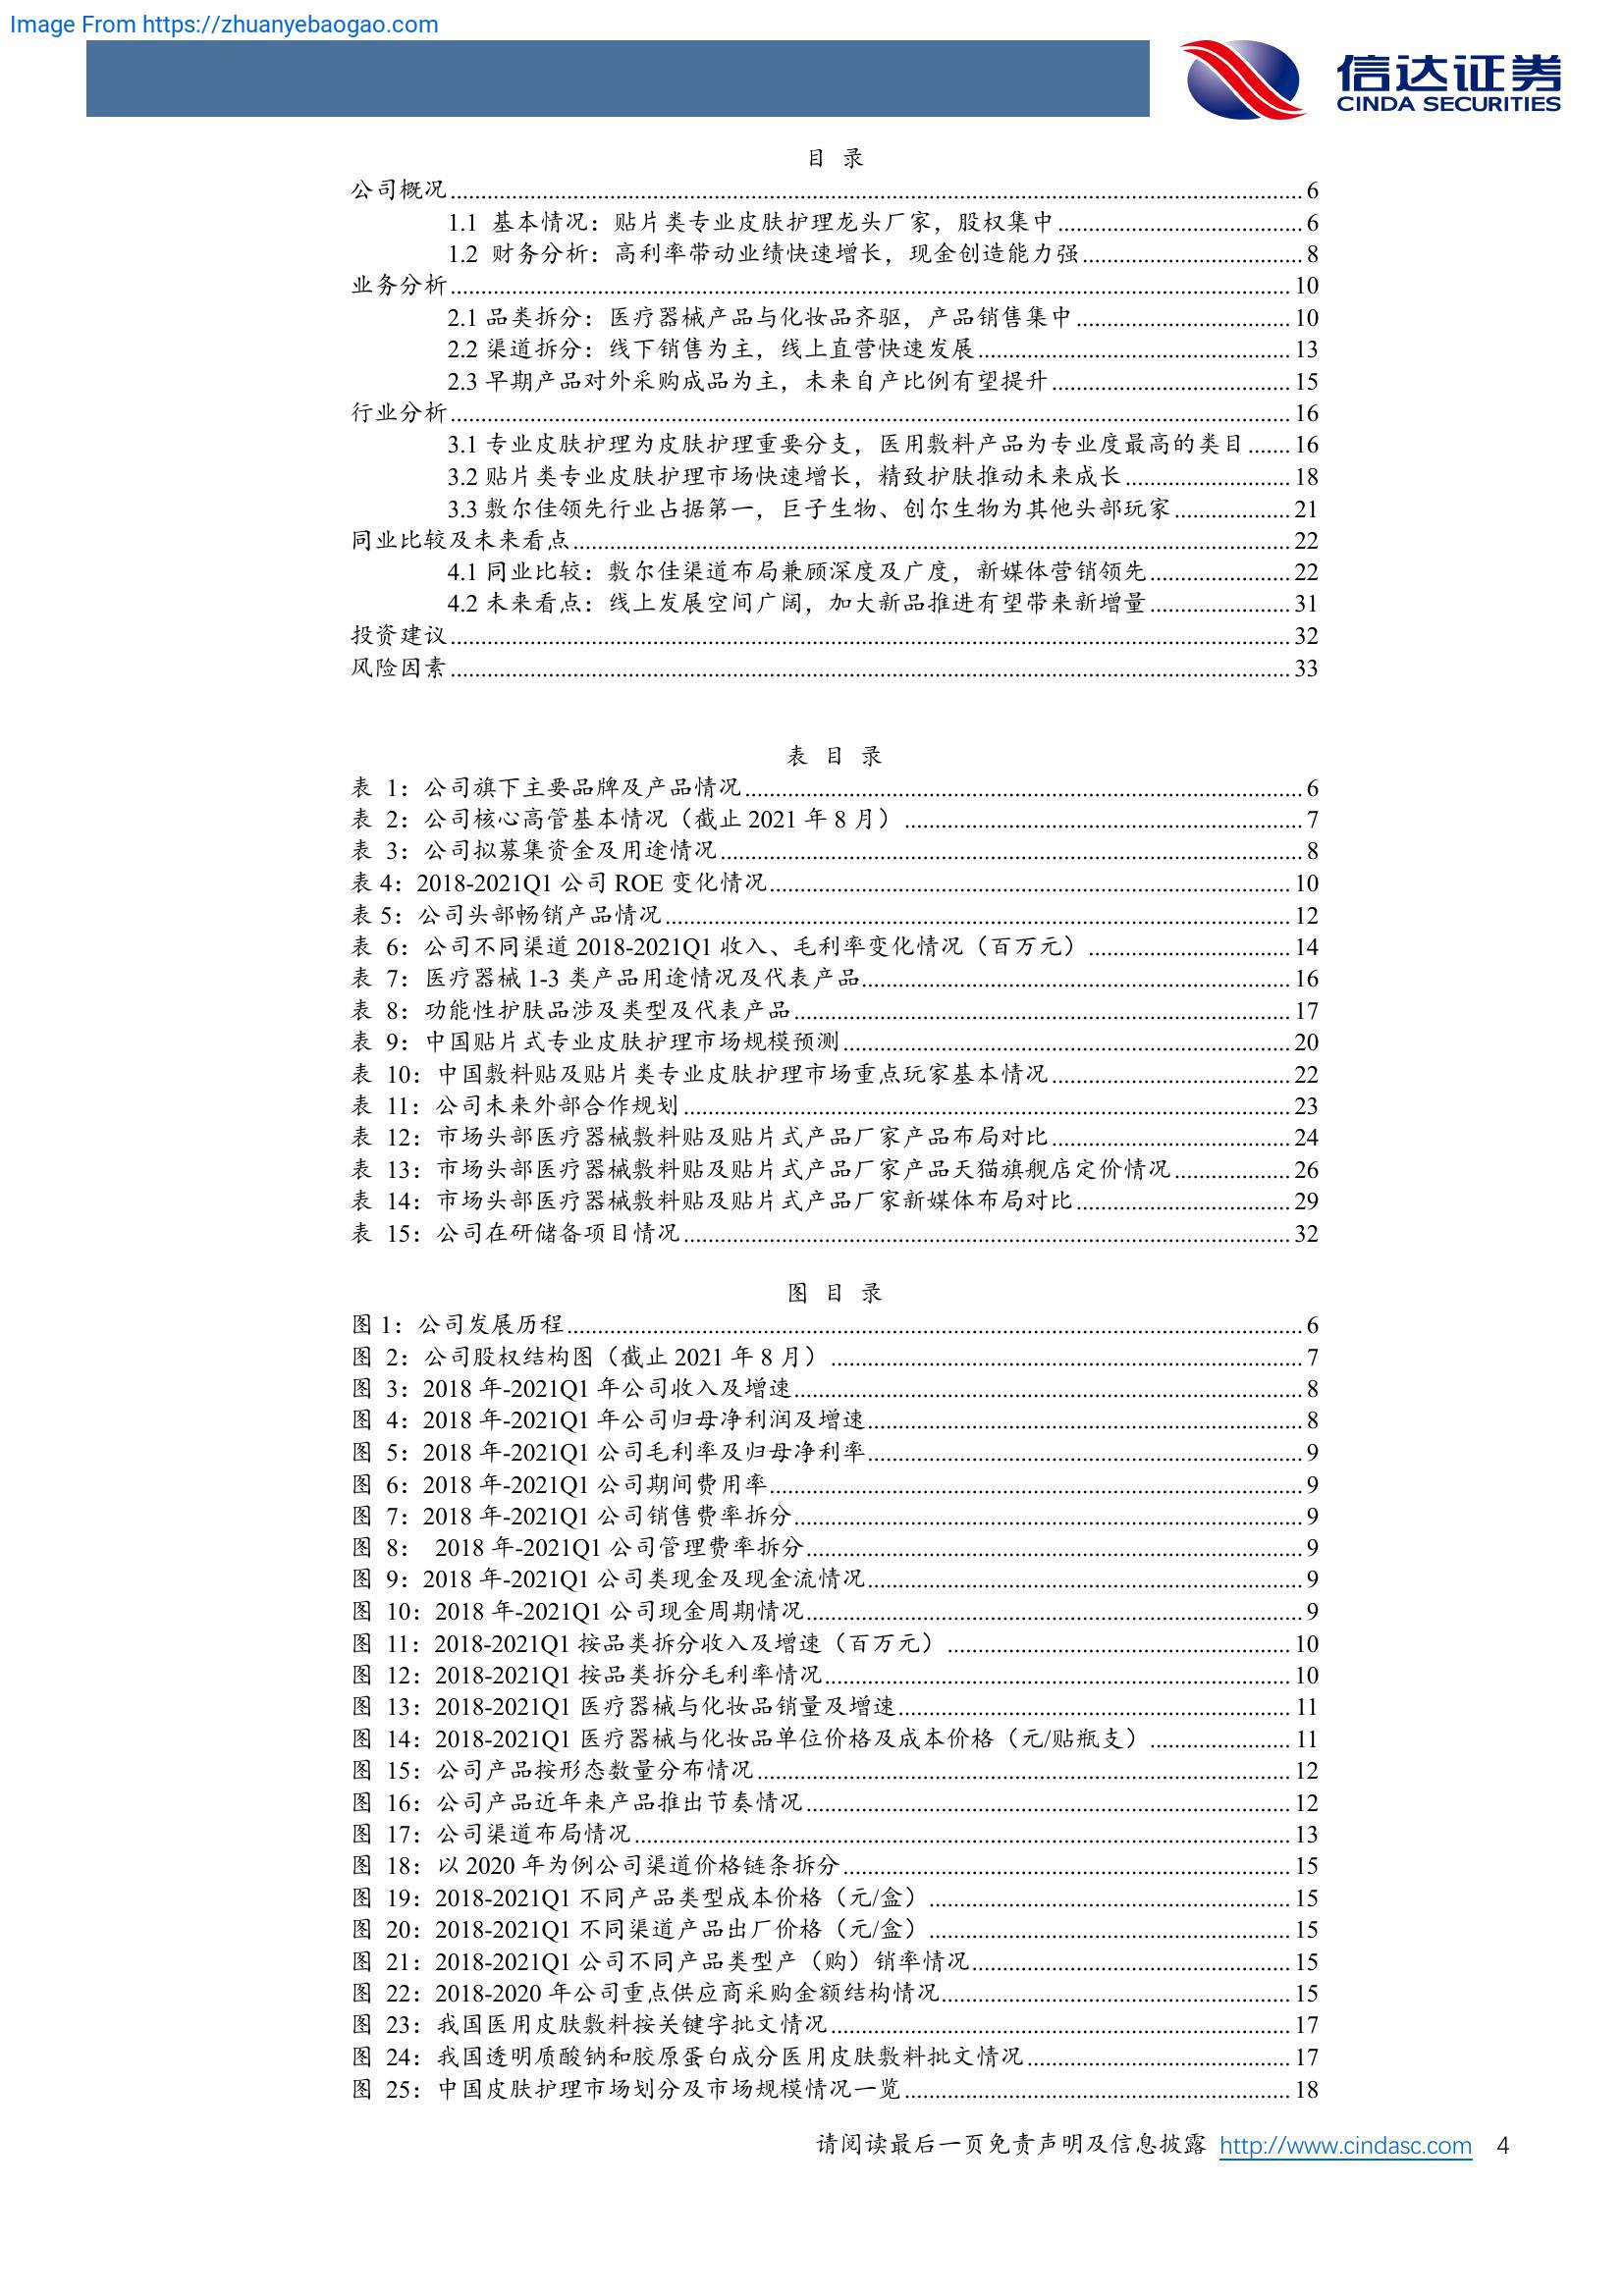 Image From https://zhuanyebaogao.com
信达证券
CINDA SECURITIES
目 录
公司概况 6
1.1 基本情况：贴片类专业皮肤护理龙头厂家，股权集中 6
1.2 财务分析：高利率带动业绩快速增长，现金创造能力强 8
业务分析 10
2.1 品类拆分：医疗器械产品与化妆品齐驱，产品销售集中 10
2.2 渠道拆分：线下销售为主，线上直营快速发展 13
2.3 早期产品对外采购成品为主，未来自产比例有望提升 15
行业分析 16
3.1 专业皮肤护理为皮肤护理重要分支，医用敷料产品为专业度最高的类目 16
3.2 贴片类专业皮肤护理市场快速增长，精致护肤推动未来成长 18
3.3 敷尔佳领先行业占据第一，巨子生物、创尔生物为其他头部玩家 21
同业比较及未来看点 22
4.1 同业比较：敷尔佳渠道布局兼顾深度及广度，新媒体营销领先 22
4.2 未来看点：线上发展空间广阔，加大新品推进有望带来新增量 31
投资建议 32
风险因素 33
表 目 录
表 1：公司旗下主要品牌及产品情况 6
表 2：公司核心高管基本情况（截止 2021 年 8 月） 7
表 3：公司拟募集资金及用途情况 8
表 4：2018-2021Q1 公司 ROE 变化情况 10
表 5：公司头部畅销产品情况 12
表 6：公司不同渠道 2018-2021Q1 收入、毛利率变化情况（百万元） 14
表 7：医疗器械 1-3 类产品用途情况及代表产品 16
表 8：功能性护肤品涉及类型及代表产品 17
表 9：中国贴片式专业皮肤护理市场规模预测 20
表 10：中国敷料贴及贴片类专业皮肤护理市场重点玩家基本情况 22
表 11：公司未来外部合作规划 23
表 12：市场头部医疗器械敷料贴及贴片式产品厂家产品布局对比 24
表 13：市场头部医疗器械敷料贴及贴片式产品厂家产品天猫旗舰店定价情况 26
表 14：市场头部医疗器械敷料贴及贴片式产品厂家新媒体布局对比 29
表 15：公司在研储备项目情况 32
图 目 录
图 1：公司发展历程 6
图 2：公司股权结构图（截止 2021 年 8 月） 7
图 3：2018 年-2021Q1 年公司收入及增速 8
图 4：2018 年-2021Q1 年公司归母净利润及增速 8
图 5：2018 年-2021Q1 公司毛利率及归母净利率 9
图 6：2018 年-2021Q1 公司期间费用率 9
图 7：2018 年-2021Q1 公司销售费率拆分 9
图 8： 2018 年-2021Q1 公司管理费率拆分 9
图 9：2018 年-2021Q1 公司类现金及现金流情况 9
图 10：2018 年-2021Q1 公司现金周期情况 9
图 11：2018-2021Q1 按品类拆分收入及增速（百万元） 10
图 12：2018-2021Q1 按品类拆分毛利率情况 10
图 13：2018-2021Q1 医疗器械与化妆品销量及增速 11
图 14：2018-2021Q1 医疗器械与化妆品单位价格及成本价格（元/贴瓶支） 11
图 15：公司产品按形态数量分布情况 12
图 16：公司产品近年来产品推出节奏情况 12
图 17：公司渠道布局情况 13
图 18：以 2020 年为例公司渠道价格链条拆分 15
图 19：2018-2021Q1 不同产品类型成本价格（元/盒） 15
图 20：2018-2021Q1 不同渠道产品出厂价格（元/盒） 15
图 21：2018-2021Q1 公司不同产品类型产（购）销率情况 15
图 22：2018-2020 年公司重点供应商采购金额结构情况 15
图 23：我国医用皮肤敷料按关键字批文情况 17
图 24：我国透明质酸钠和胶原蛋白成分医用皮肤敷料批文情况 17
图 25：中国皮肤护理市场划分及市场规模情况一览 18
请阅读最后一页免责声明及信息披露 http://www.cindasc.com 4